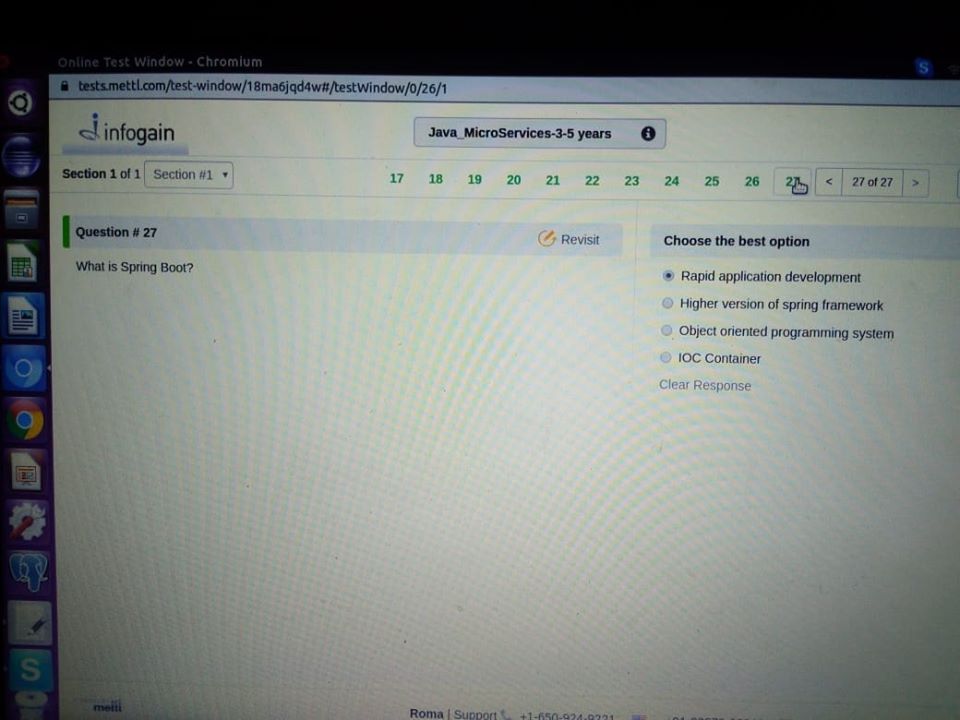 Online Test Window - Chromium
tests.mettl.com/test-window/18ma6jqd4w#/testWindow/0/26/1
infogain
Java_MicroServices-3-5 years
Section 1 of 1 Section #1 17 18 19 20 21 22 23 24 25 26 27 < 27 of 27 >
Question # 27 Revisit
What is Spring Boot?
Choose the best option
Rapid application development
Higher version of spring framework
Object oriented programming system
IOC Container
Clear Response
mettl
Roma | Support +1-650-924-9221